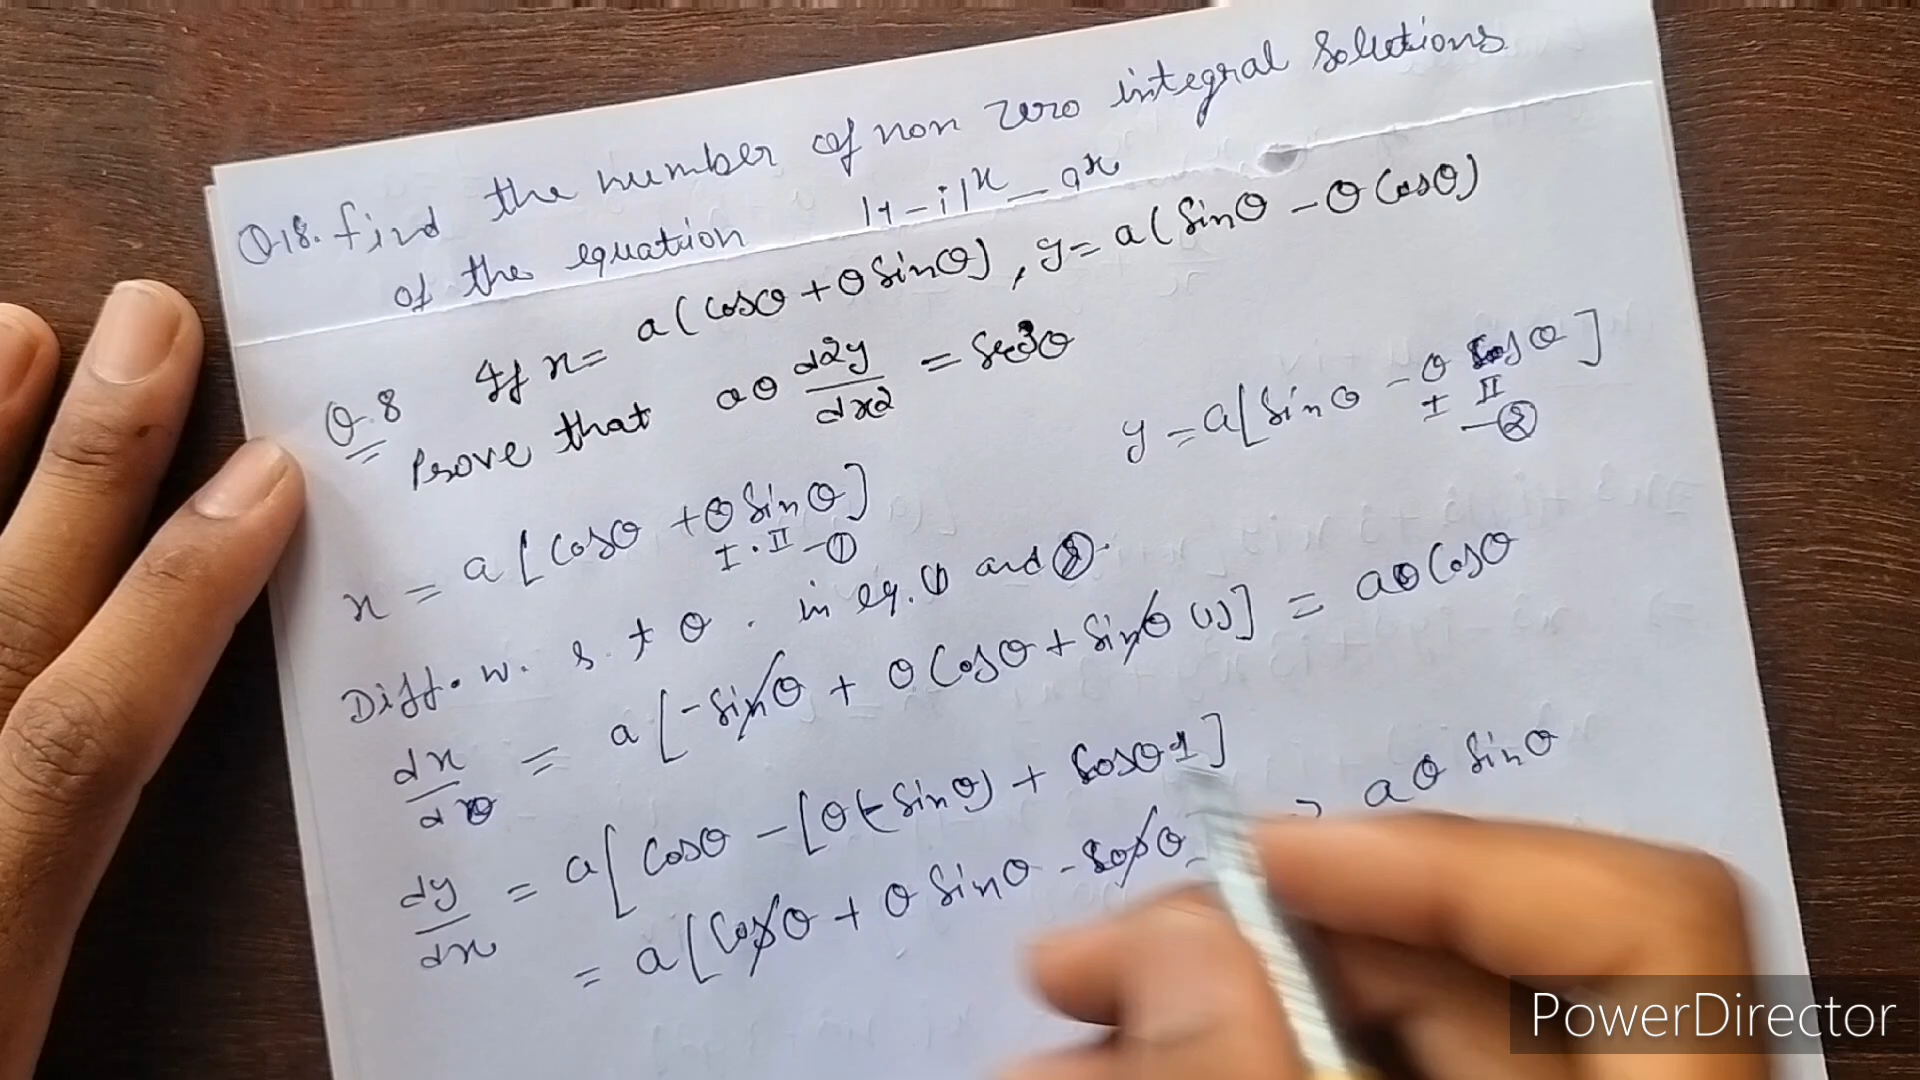 Q.18. find the number of non zero integral solutions
of the equation |1-i|^x - 9^x
Q.8 If x = a(cosθ + θ sinθ), y = a(sinθ - θ cosθ)
Prove that aθ d2y/dx2 = sec3θ
x = a[cosθ + θ sinθ]
I . II - ①
y = a[sinθ - θ cosθ]
I II
- ②
Diff. w. r. t θ . in eq. ① and ②.
dx/dθ = a[-sinθ + θ cosθ + sinθ (1)] = aθ cosθ
dy/dx = a[cosθ - [θ(-sinθ) + cosθ 1]
= a[cosθ + θ sinθ - cosθ = aθ sinθ
PowerDirector